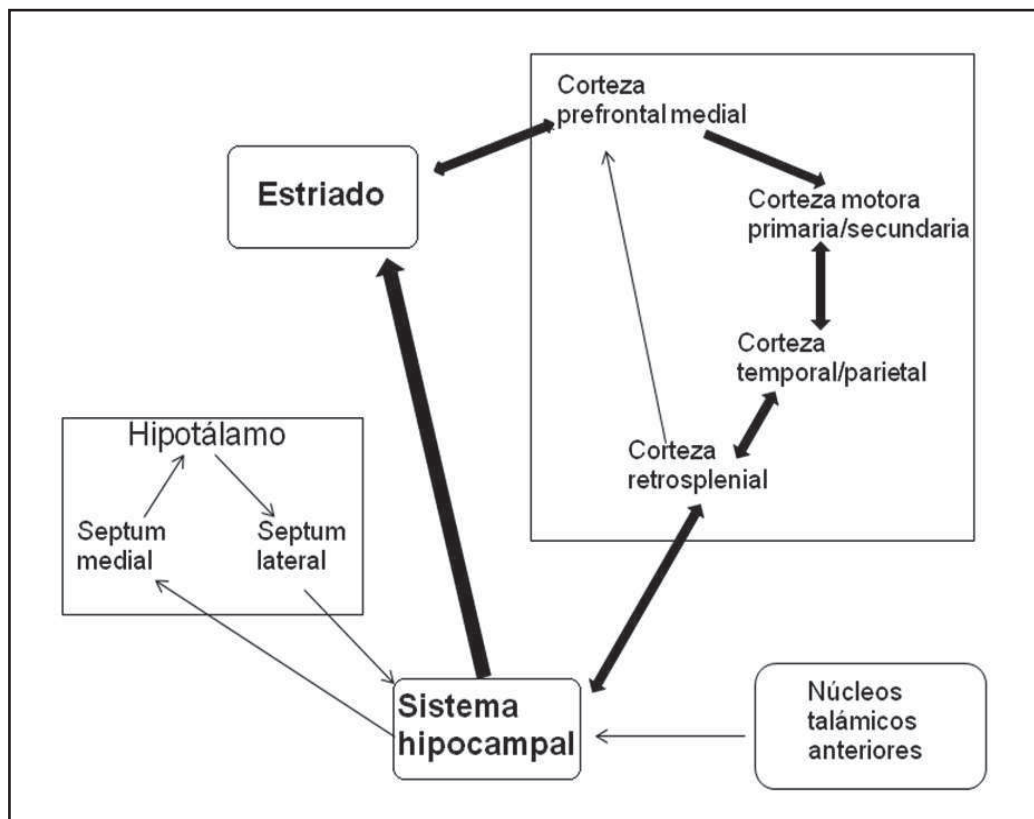 Corteza
prefrontal medial
Estriado
Corteza motora
primaria/secundaria
Corteza
temporal/parietal
Hipotálamo
Corteza
retrosplenial
Septum
medial
Septum
lateral
Sistema
hipocampal
Núcleos
talámicos
anteriores